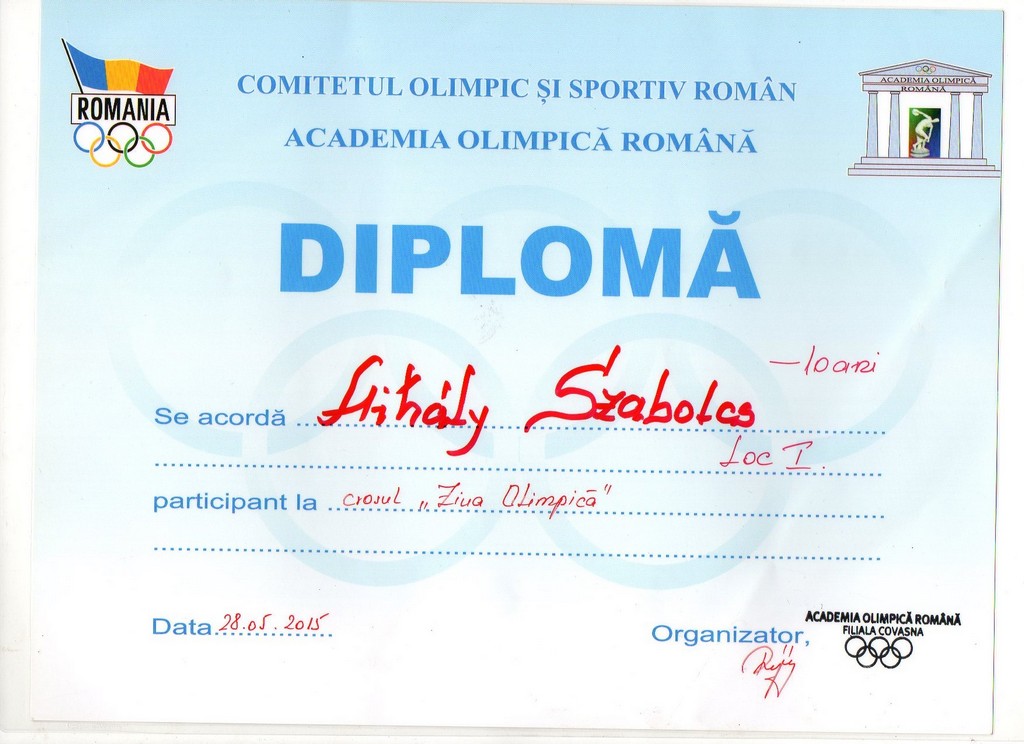 ROMANIA
COMITETUL OLIMPIC ȘI SPORTIV ROMÂN
ACADEMIA OLIMPICĂ ROMÂNĂ
ACADEMIA OLIMPICĂ
ROMÂNĂ
DIPLOMĂ
– 10 ani
Se acordă Mihály Szabolcs
Loc I.
participant la crosul „Ziua Olimpică”
Data 28.05.2015
Organizator,
ACADEMIA OLIMPICĂ ROMÂNĂ
FILIALA COVASNA